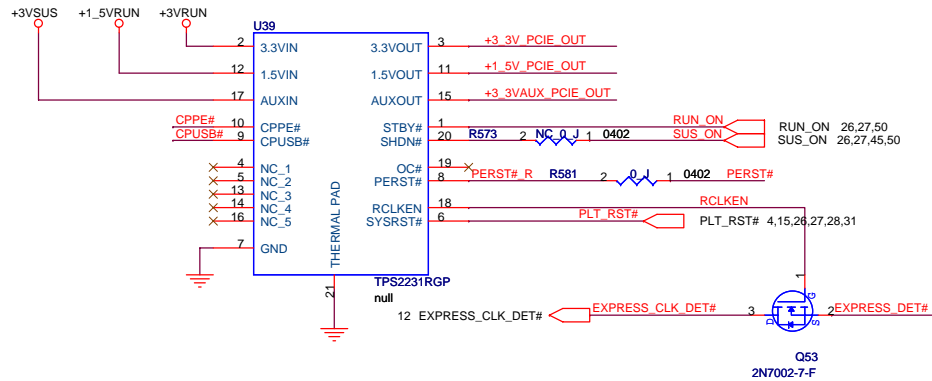 +3VSUS +1_5VRUN +3VRUN
U39
2 3.3VIN 3.3VOUT 3 +3_3V_PCIE_OUT
12 1.5VIN 1.5VOUT 11 +1_5V_PCIE_OUT
17 AUXIN AUXOUT 15 +3_3VAUX_PCIE_OUT
CPPE# 10 CPPE# STBY# 1 RUN_ON RUN_ON 26,27,50
CPUSB# 9 CPUSB# SHDN# 20 R573 2 NC_0_J 1 0402 SUS_ON SUS_ON 26,27,45,50
4 NC_1 OC# 19
5 NC_2 PERST# 8 PERST#_R R581 2 0_J 1 0402 PERST#
13 NC_3
14 NC_4 RCLKEN 18 RCLKEN
16 NC_5 SYSRST# 6 PLT_RST# PLT_RST# 4,15,26,27,28,31
7 GND
THERMAL PAD
21
TPS2231RGP
null
12 EXPRESS_CLK_DET# EXPRESS_CLK_DET# 3 D G 1 S 2 EXPRESS_DET#
Q53
2N7002-7-F